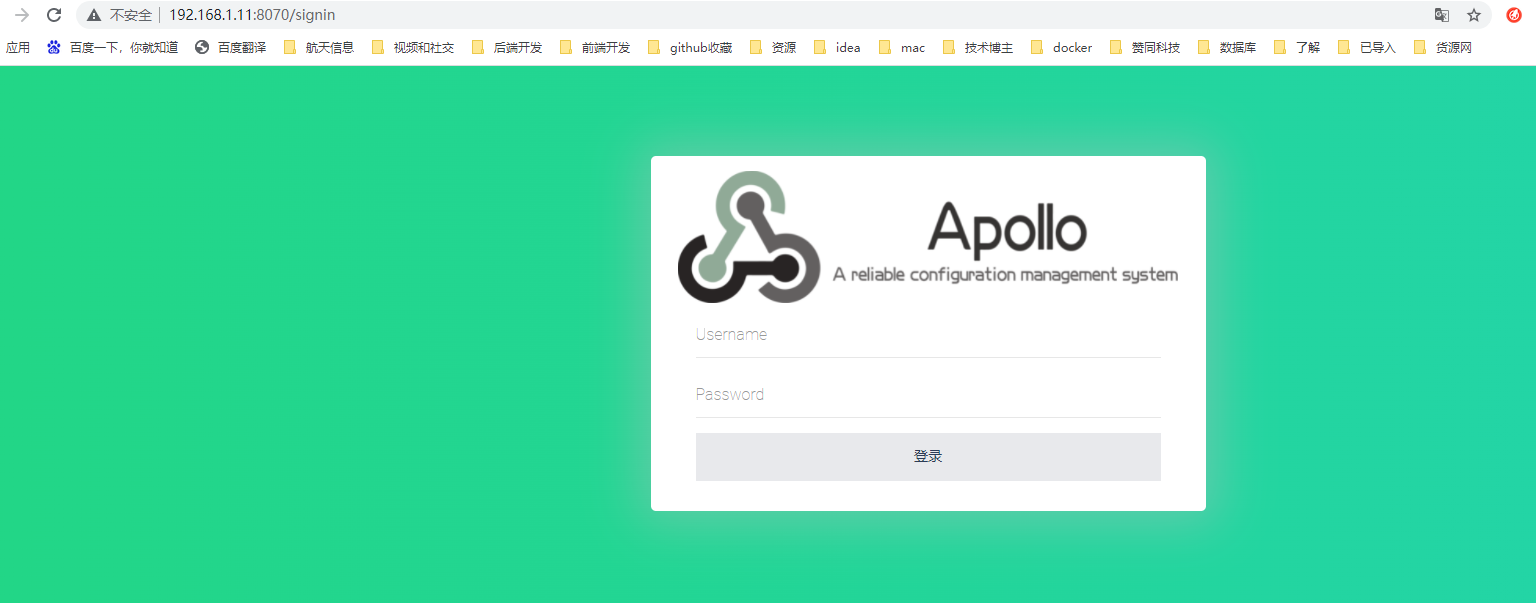 不安全 192.168.1.11:8070/signin
应用 百度一下，你就知道 百度翻译 航天信息 视频和社交 后端开发 前端开发 github收藏 资源 idea mac 技术博主 docker 赞同科技 数据库 了解 已导入 货源网
Apollo
A reliable configuration management system
Username
Password
登录